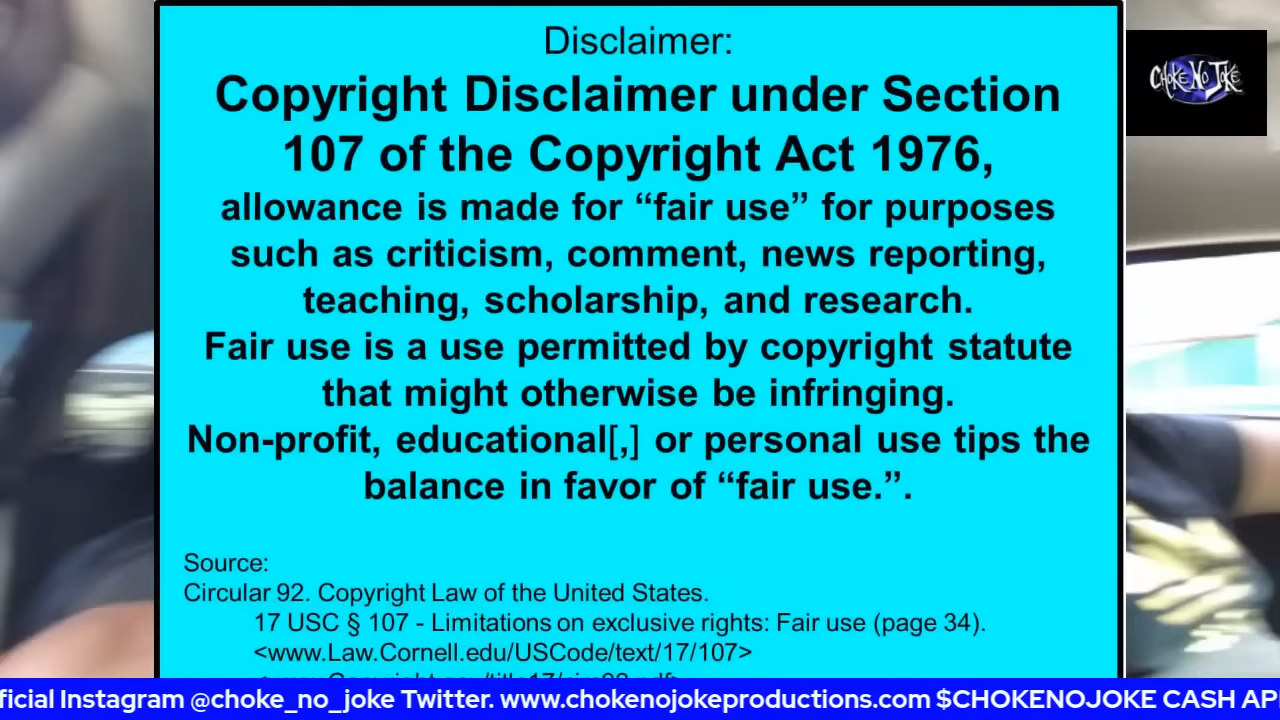 Disclaimer:
Copyright Disclaimer under Section
107 of the Copyright Act 1976,
allowance is made for “fair use” for purposes
such as criticism, comment, news reporting,
teaching, scholarship, and research.
Fair use is a use permitted by copyright statute
that might otherwise be infringing.
Non-profit, educational[,] or personal use tips the
balance in favor of “fair use.”.
Source:
Circular 92. Copyright Law of the United States.
17 USC § 107 - Limitations on exclusive rights: Fair use (page 34).
<www.Law.Cornell.edu/USCode/text/17/107>
CHOKE NO JOKE
ficial Instagram @choke_no_joke Twitter. www.chokenojokeproductions.com $CHOKENOJOKE CASH AP